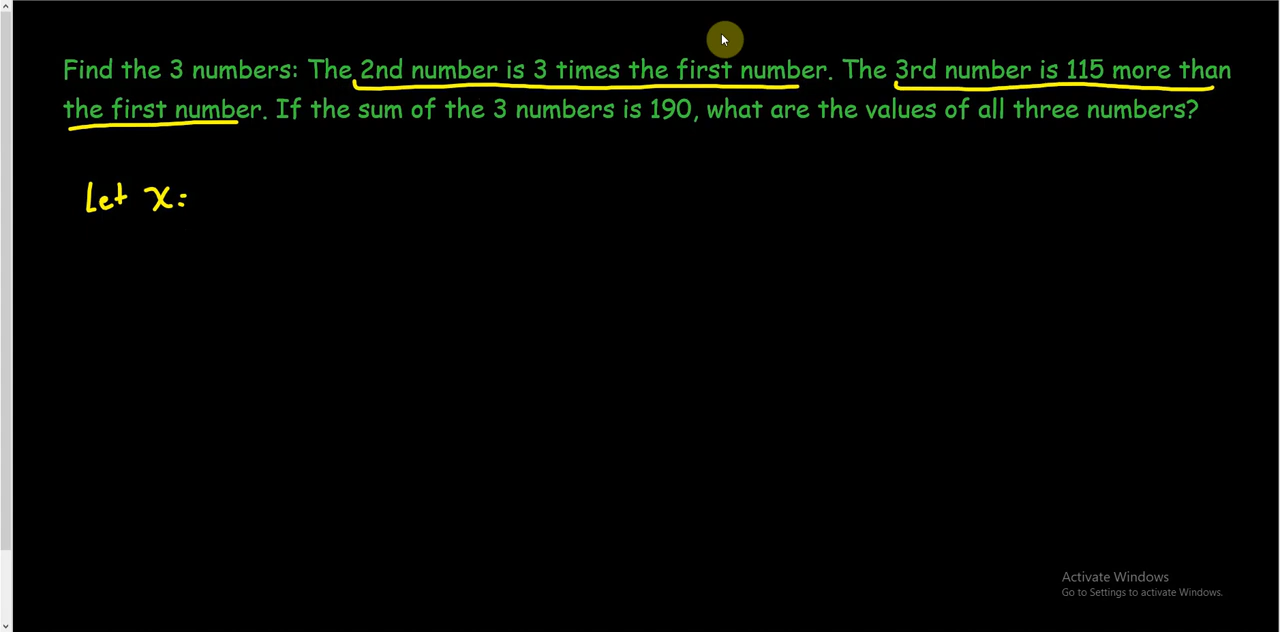 Find the 3 numbers: The 2nd number is 3 times the first number. The 3rd number is 115 more than
the first number. If the sum of the 3 numbers is 190, what are the values of all three numbers?
Let x=
Activate Windows
Go to Settings to activate Windows.